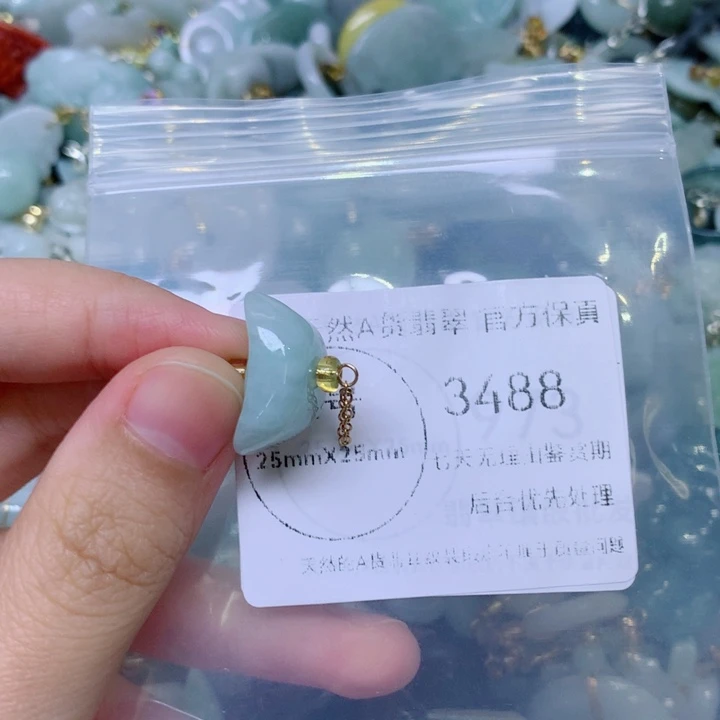 天然A货翡翠 官方保真
3488
25mmX25mm
七天无理由鉴赏期
后台优先处理